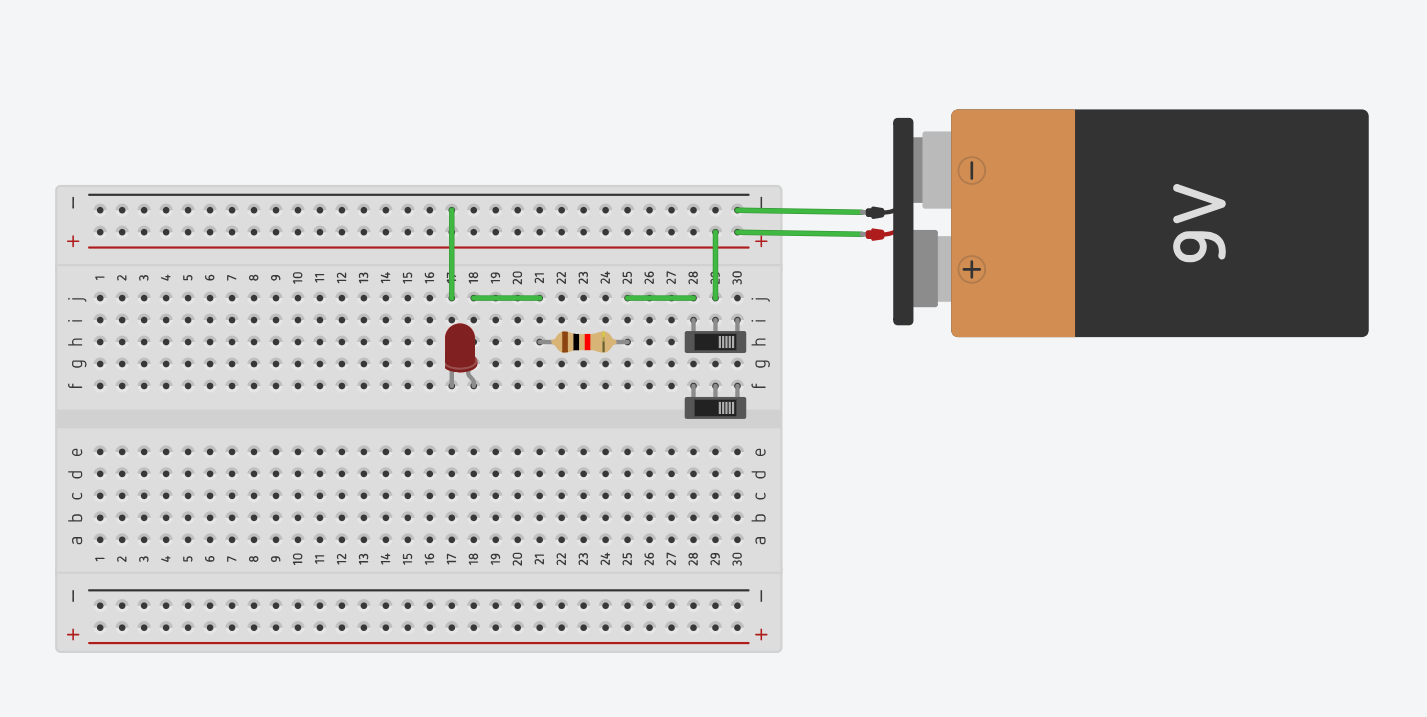 − −
+ +
1 2 3 4 5 6 7 8 9 10 11 12 13 14 15 16 17 18 19 20 21 22 23 24 25 26 27 28 29 30
j j
i i
h h
g g
f f
e e
d d
c c
b b
a a
1 2 3 4 5 6 7 8 9 10 11 12 13 14 15 16 17 18 19 20 21 22 23 24 25 26 27 28 29 30
− −
+ +
−
+
9V